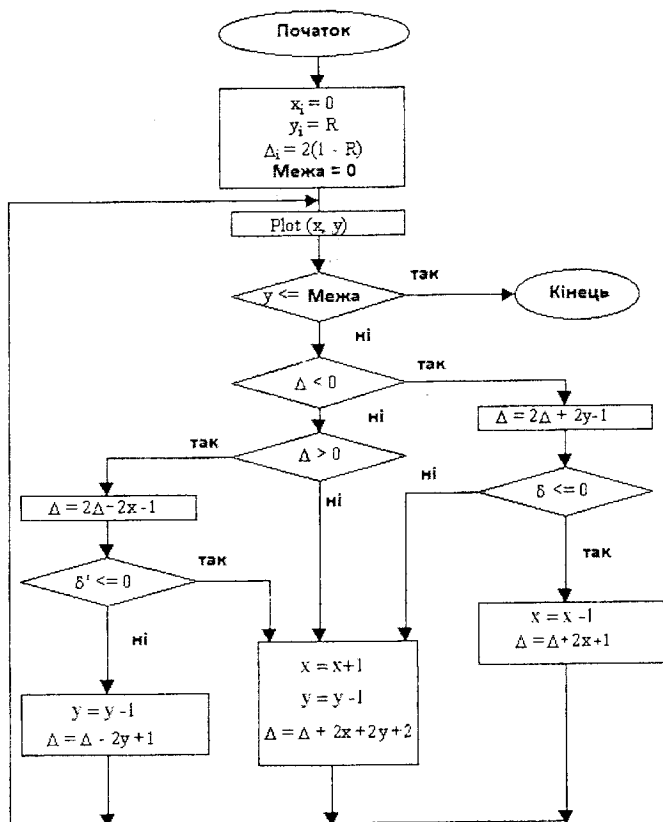 Початок
xᵢ = 0
yᵢ = R
Δᵢ = 2(1 - R)
Межа = 0
Plot (x, y)
y <= Межа
так
Кінець
ні
Δ < 0
так
ні
Δ = 2Δ + 2y-1
Δ > 0
так
ні
δ <= 0
ні
так
Δ = 2Δ-2x-1
δ' <= 0
так
ні
x = x -1
Δ = Δ+2x+1
x = x+1
y = y -1
Δ = Δ + 2x+2y+2
y = y -1
Δ = Δ - 2y+1